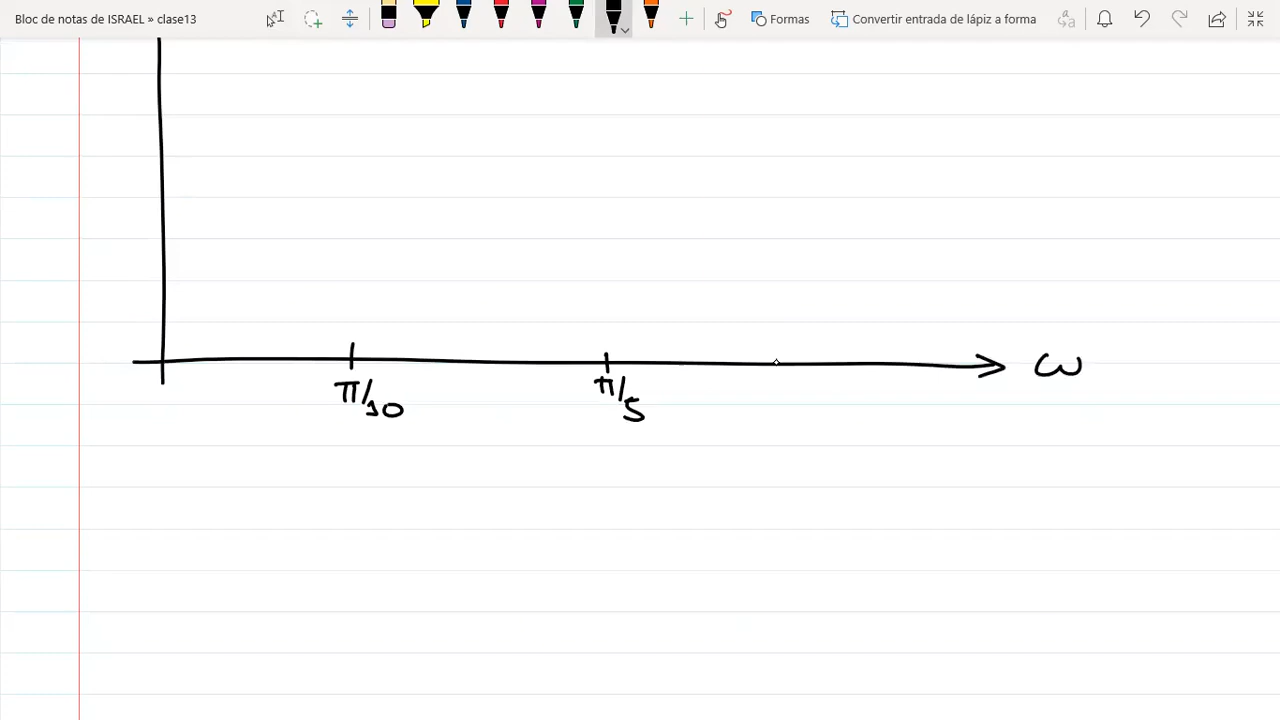 Bloc de notas de ISRAEL » clase13
Formas
Convertir entrada de lápiz a forma
ω
π/10
π/5